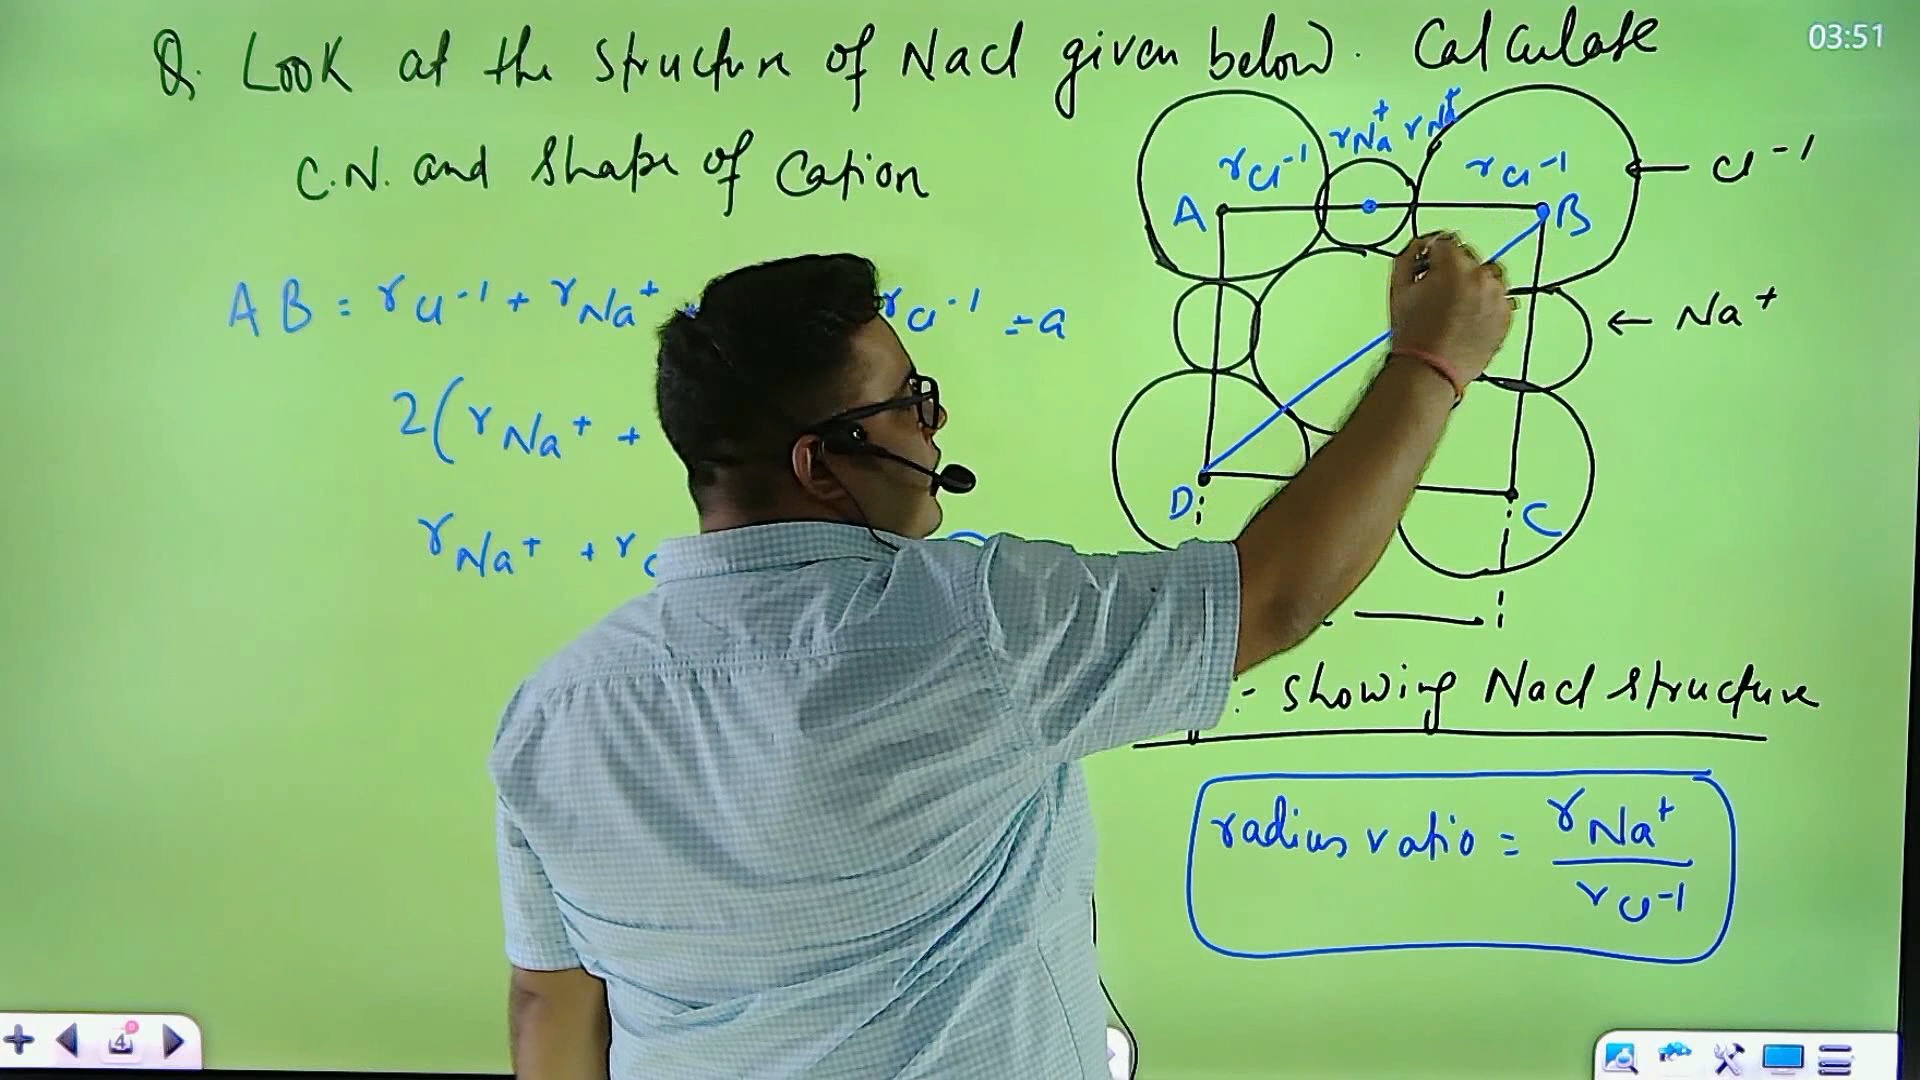 03:51
Q. Look at the structure of NaCl given below. Calculate
C.N. and shape of Cation
rNa+ rNa+
rCl-1 rCl-1 ← Cl-1
A B
AB = rCl-1 + rNa+ + rCl-1 = a
← Na+
2(rNa+ +
D C
rNa+ + r
:- showing NaCl structure
radius ratio = rNa+
rCl-1
4